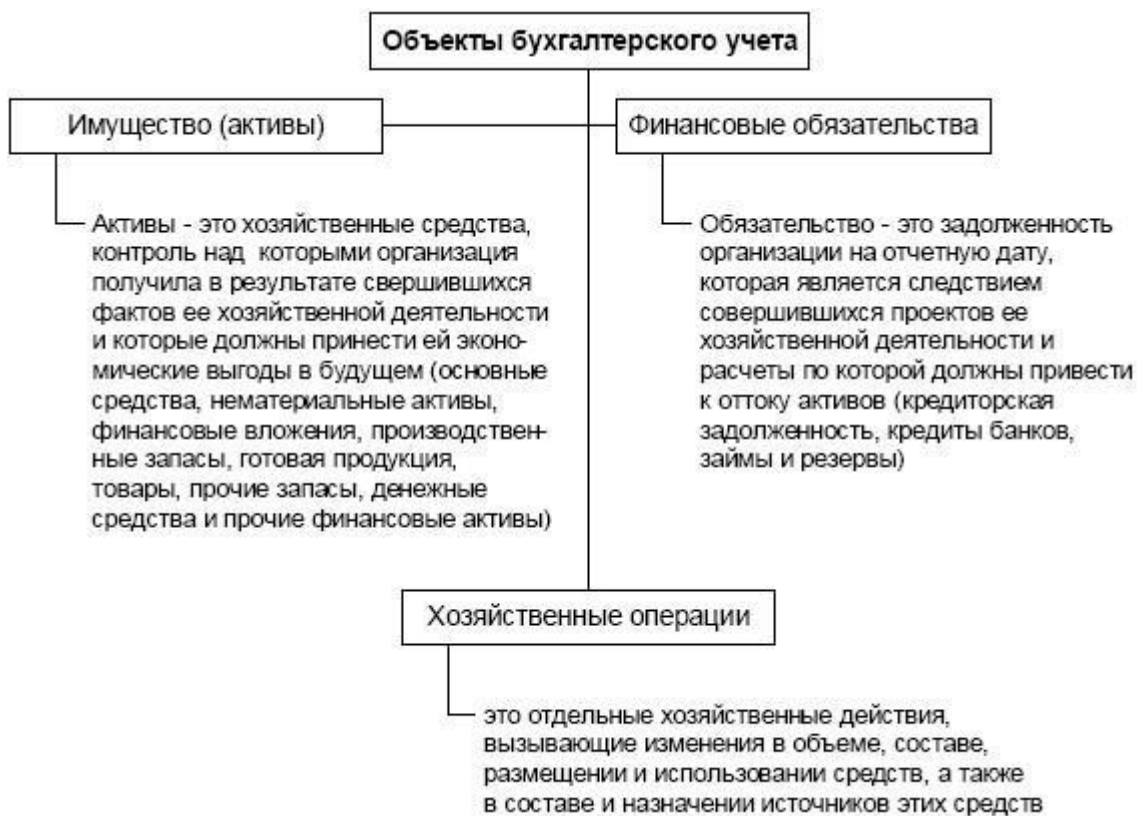 Объекты бухгалтерского учета
Имущество (активы)
Финансовые обязательства
Активы - это хозяйственные средства,
контроль над которыми организация
получила в результате свершившихся
фактов ее хозяйственной деятельности
и которые должны принести ей эконо-
мические выгоды в будущем (основные
средства, нематериальные активы,
финансовые вложения, производствен-
ные запасы, готовая продукция,
товары, прочие запасы, денежные
средства и прочие финансовые активы)
Обязательство - это задолженность
организации на отчетную дату,
которая является следствием
совершившихся проектов ее
хозяйственной деятельности и
расчеты по которой должны привести
к оттоку активов (кредиторская
задолженность, кредиты банков,
займы и резервы)
Хозяйственные операции
это отдельные хозяйственные действия,
вызывающие изменения в объеме, составе,
размещении и использовании средств, а также
в составе и назначении источников этих средств